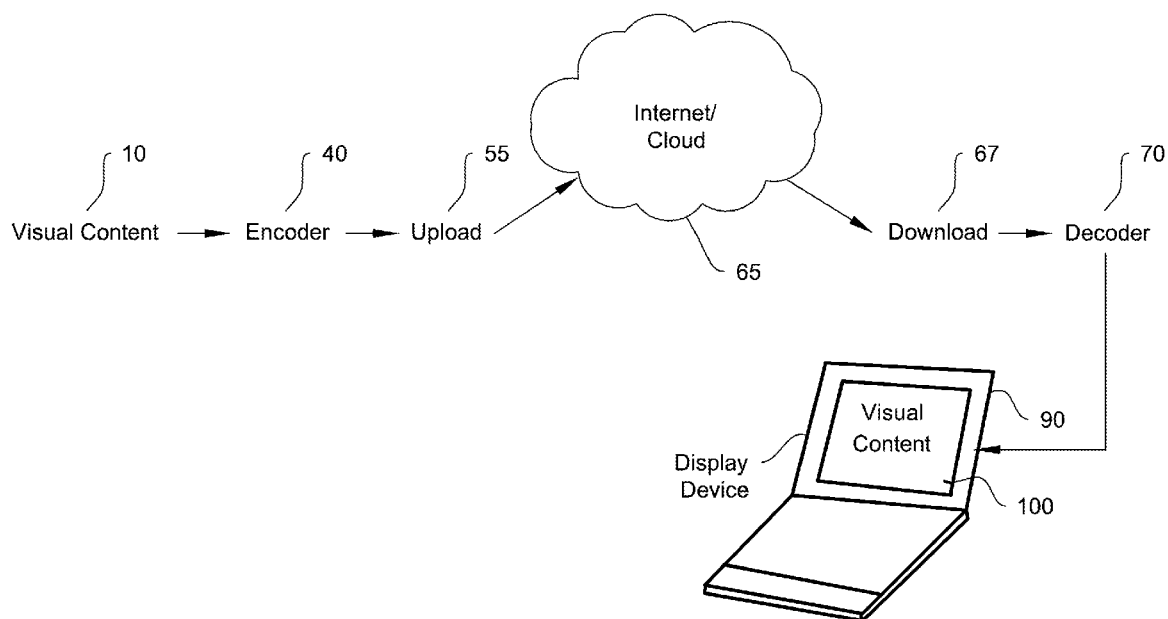 Internet/
Cloud
10
40
55
67
70
Visual Content
Encoder
Upload
Download
Decoder
65
Visual
Content
90
Display
Device
100